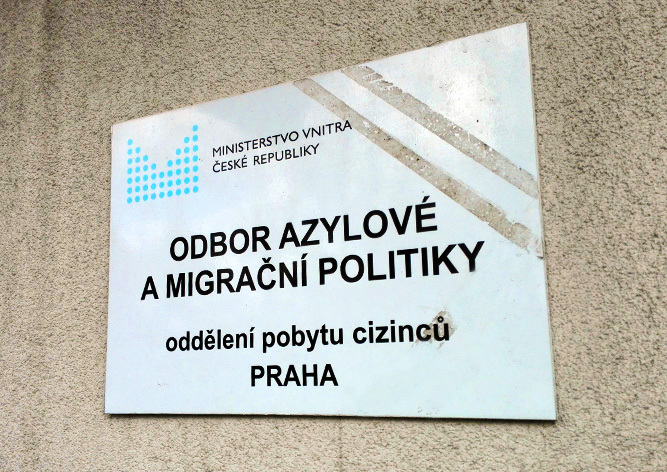 MINISTERSTVO VNITRA
ČESKÉ REPUBLIKY
ODBOR AZYLOVÉ
A MIGRAČNÍ POLITIKY
oddělení pobytu cizinců
PRAHA